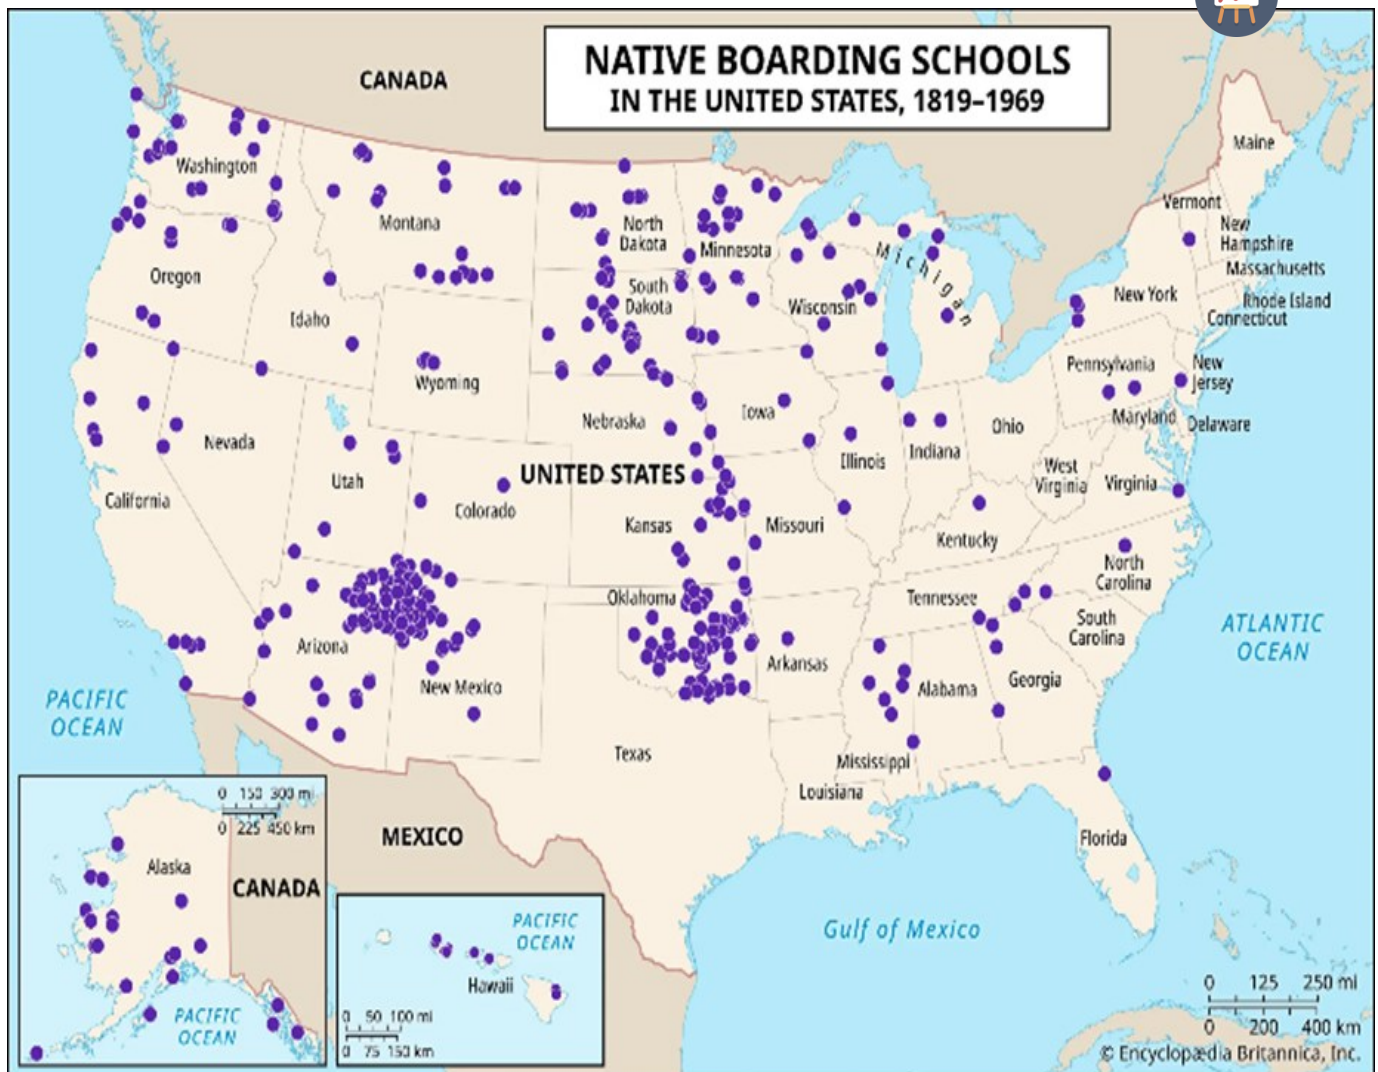 NATIVE BOARDING SCHOOLS
IN THE UNITED STATES, 1819–1969
CANADA
Maine
Washington
Montana
North
Dakota
Minnesota
Vermont
New
Hampshire
Massachusetts
Michigan
Oregon
Idaho
South
Dakota
Wisconsin
New York
Rhode Island
Connecticut
Wyoming
Pennsylvania
New
Jersey
Nebraska
Iowa
Ohio
Maryland
Delaware
Nevada
Utah
UNITED STATES
Illinois
Indiana
West
Virginia
Virginia
California
Colorado
Kansas
Missouri
Kentucky
North
Carolina
Oklahoma
Tennessee
South
Carolina
ATLANTIC
OCEAN
Arizona
New Mexico
Arkansas
Alabama
Georgia
PACIFIC
OCEAN
Texas
Mississippi
Louisiana
Florida
MEXICO
Gulf of Mexico
0 150 300 mi
0 225 450 km
Alaska
CANADA
PACIFIC
OCEAN
PACIFIC
OCEAN
Hawaii
0 50 100 mi
0 75 150 km
0 125 250 mi
0 200 400 km
© Encyclopædia Britannica, Inc.